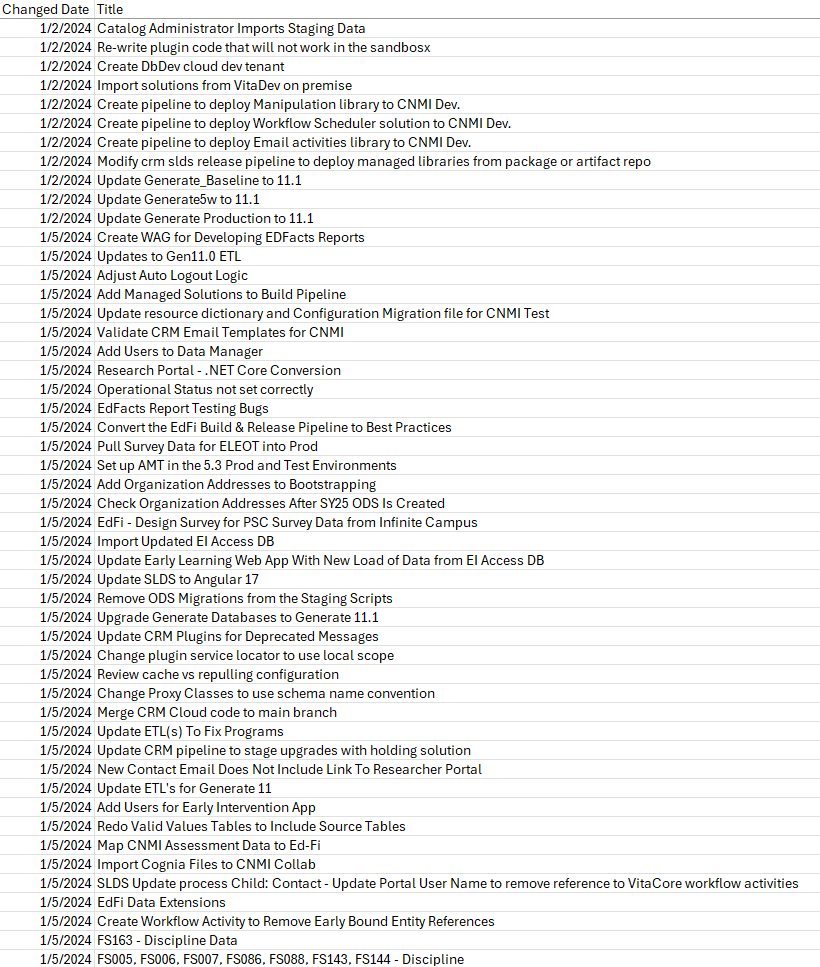 Changed Date Title
1/2/2024 Catalog Administrator Imports Staging Data
1/2/2024 Re-write plugin code that will not work in the sandbosx
1/2/2024 Create DbDev cloud dev tenant
1/2/2024 Import solutions from VitaDev on premise
1/2/2024 Create pipeline to deploy Manipulation library to CNMI Dev.
1/2/2024 Create pipeline to deploy Workflow Scheduler solution to CNMI Dev.
1/2/2024 Create pipeline to deploy Email activities library to CNMI Dev.
1/2/2024 Modify crm slds release pipeline to deploy managed libraries from package or artifact repo
1/2/2024 Update Generate_Baseline to 11.1
1/2/2024 Update Generate5w to 11.1
1/2/2024 Update Generate Production to 11.1
1/5/2024 Create WAG for Developing EDFacts Reports
1/5/2024 Updates to Gen11.0 ETL
1/5/2024 Adjust Auto Logout Logic
1/5/2024 Add Managed Solutions to Build Pipeline
1/5/2024 Update resource dictionary and Configuration Migration file for CNMI Test
1/5/2024 Validate CRM Email Templates for CNMI
1/5/2024 Add Users to Data Manager
1/5/2024 Research Portal - .NET Core Conversion
1/5/2024 Operational Status not set correctly
1/5/2024 EdFacts Report Testing Bugs
1/5/2024 Convert the EdFi Build & Release Pipeline to Best Practices
1/5/2024 Pull Survey Data for ELEOT into Prod
1/5/2024 Set up AMT in the 5.3 Prod and Test Environments
1/5/2024 Add Organization Addresses to Bootstrapping
1/5/2024 Check Organization Addresses After SY25 ODS Is Created
1/5/2024 EdFi - Design Survey for PSC Survey Data from Infinite Campus
1/5/2024 Import Updated EI Access DB
1/5/2024 Update Early Learning Web App With New Load of Data from EI Access DB
1/5/2024 Update SLDS to Angular 17
1/5/2024 Remove ODS Migrations from the Staging Scripts
1/5/2024 Upgrade Generate Databases to Generate 11.1
1/5/2024 Update CRM Plugins for Deprecated Messages
1/5/2024 Change plugin service locator to use local scope
1/5/2024 Review cache vs repulling configuration
1/5/2024 Change Proxy Classes to use schema name convention
1/5/2024 Merge CRM Cloud code to main branch
1/5/2024 Update ETL(s) To Fix Programs
1/5/2024 Update CRM pipeline to stage upgrades with holding solution
1/5/2024 New Contact Email Does Not Include Link To Researcher Portal
1/5/2024 Update ETL's for Generate 11
1/5/2024 Add Users for Early Intervention App
1/5/2024 Redo Valid Values Tables to Include Source Tables
1/5/2024 Map CNMI Assessment Data to Ed-Fi
1/5/2024 Import Cognia Files to CNMI Collab
1/5/2024 SLDS Update process Child: Contact - Update Portal User Name to remove reference to VitaCore workflow activities
1/5/2024 EdFi Data Extensions
1/5/2024 Create Workflow Activity to Remove Early Bound Entity References
1/5/2024 FS163 - Discipline Data
1/5/2024 FS005, FS006, FS007, FS086, FS088, FS143, FS144 - Discipline